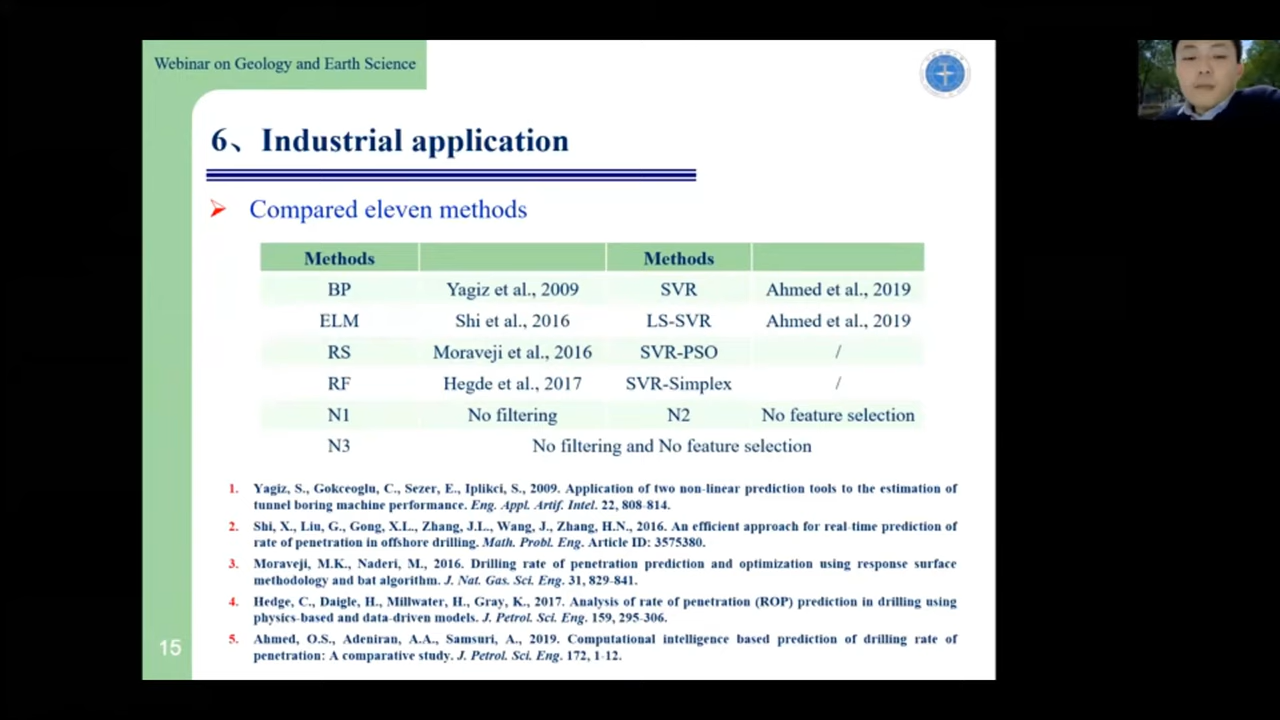 Webinar on Geology and Earth Science
6、Industrial application
Compared eleven methods
Methods Methods
BP Yagiz et al., 2009 SVR Ahmed et al., 2019
ELM Shi et al., 2016 LS-SVR Ahmed et al., 2019
RS Moraveji et al., 2016 SVR-PSO /
RF Hegde et al., 2017 SVR-Simplex /
N1 No filtering N2 No feature selection
N3 No filtering and No feature selection
1. Yagiz, S., Gokceoglu, C., Sezer, E., Iplikci, S., 2009. Application of two non-linear prediction tools to the estimation of
tunnel boring machine performance. Eng. Appl. Artif. Intel. 22, 808-814.
2. Shi, X., Liu, G., Gong, X.L., Zhang, J.L., Wang, J., Zhang, H.N., 2016. An efficient approach for real-time prediction of
rate of penetration in offshore drilling. Math. Probl. Eng. Article ID: 3575380.
3. Moraveji, M.K., Naderi, M., 2016. Drilling rate of penetration prediction and optimization using response surface
methodology and bat algorithm. J. Nat. Gas. Sci. Eng. 31, 829-841.
4. Hedge, C., Daigle, H., Millwater, H., Gray, K., 2017. Analysis of rate of penetration (ROP) prediction in drilling using
physics-based and data-driven models. J. Petrol. Sci. Eng. 159, 295-306.
5. Ahmed, O.S., Adeniran, A.A., Samsuri, A., 2019. Computational intelligence based prediction of drilling rate of
penetration: A comparative study. J. Petrol. Sci. Eng. 172, 1-12.
15